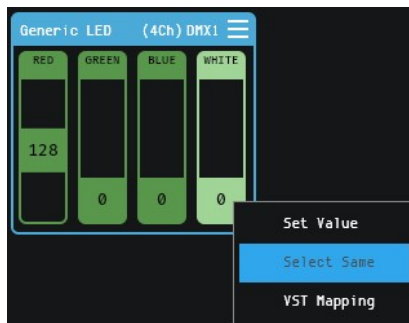 Generic LED (4Ch) DMX1
RED GREEN BLUE WHITE
128
0 0 0
Set Value
Select Same
VST Mapping